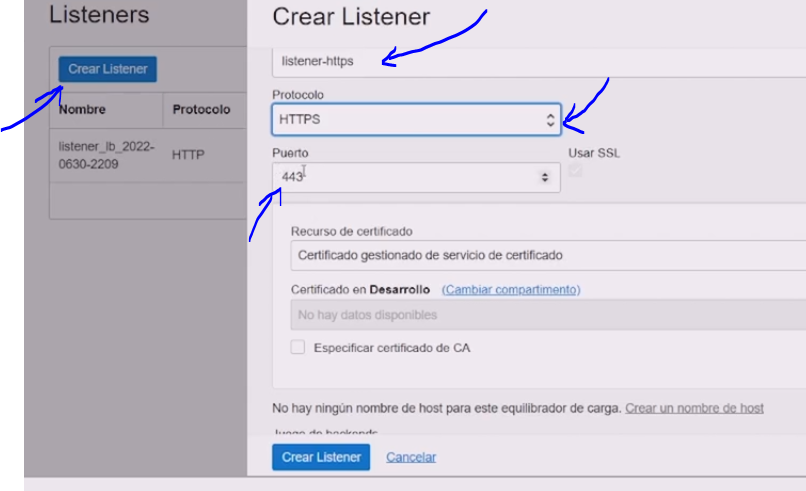 Listeners
Crear Listener
Nombre
Protocolo
listener_lb_2022-
0630-2209
HTTP
Crear Listener
listener-https
Protocolo
HTTPS
Puerto
Usar SSL
443
Recurso de certificado
Certificado gestionado de servicio de certificado
Certificado en Desarrollo (Cambiar compartimento)
No hay datos disponibles
Especificar certificado de CA
No hay ningún nombre de host para este equilibrador de carga. Crear un nombre de host
Juego de backends
Crear Listener Cancelar